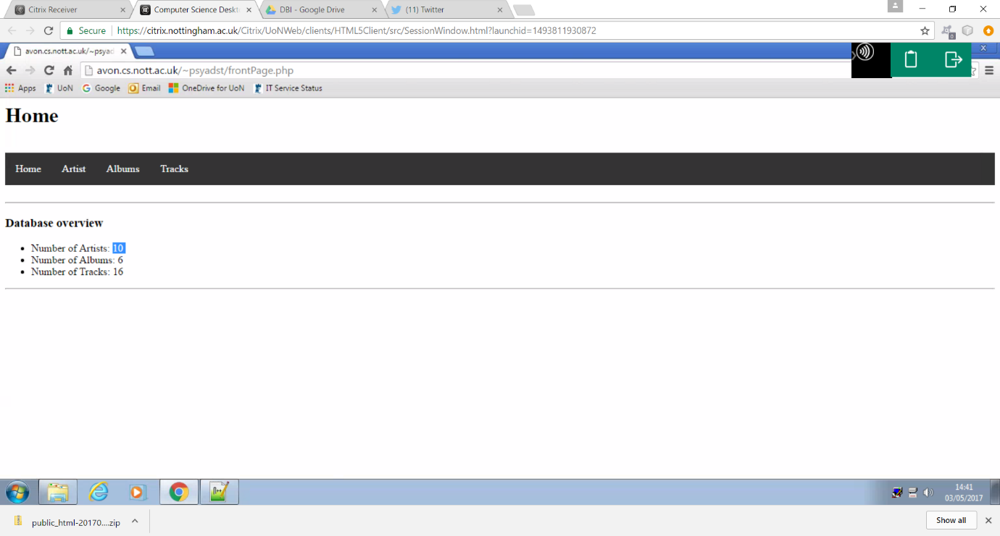 Citrix Receiver
Computer Science Deskt
DBI - Google Drive
(11) Twitter
Secure
https://citrix.nottingham.ac.uk/Citrix/UoNWeb/clients/HTML5Client/src/SessionWindow.html?launchid=1493811930872
0
avon.cs.nott.ac.uk/~psyad
avon.cs.nott.ac.uk/~psyadst/frontPage.php
Apps UoN Google Email OneDrive for UoN IT Service Status
Home
Home Artist Albums Tracks
Database overview
• Number of Artists: 10
• Number of Albums: 6
• Number of Tracks: 16
14:41
03/05/2017
public_html-20170....zip
Show all